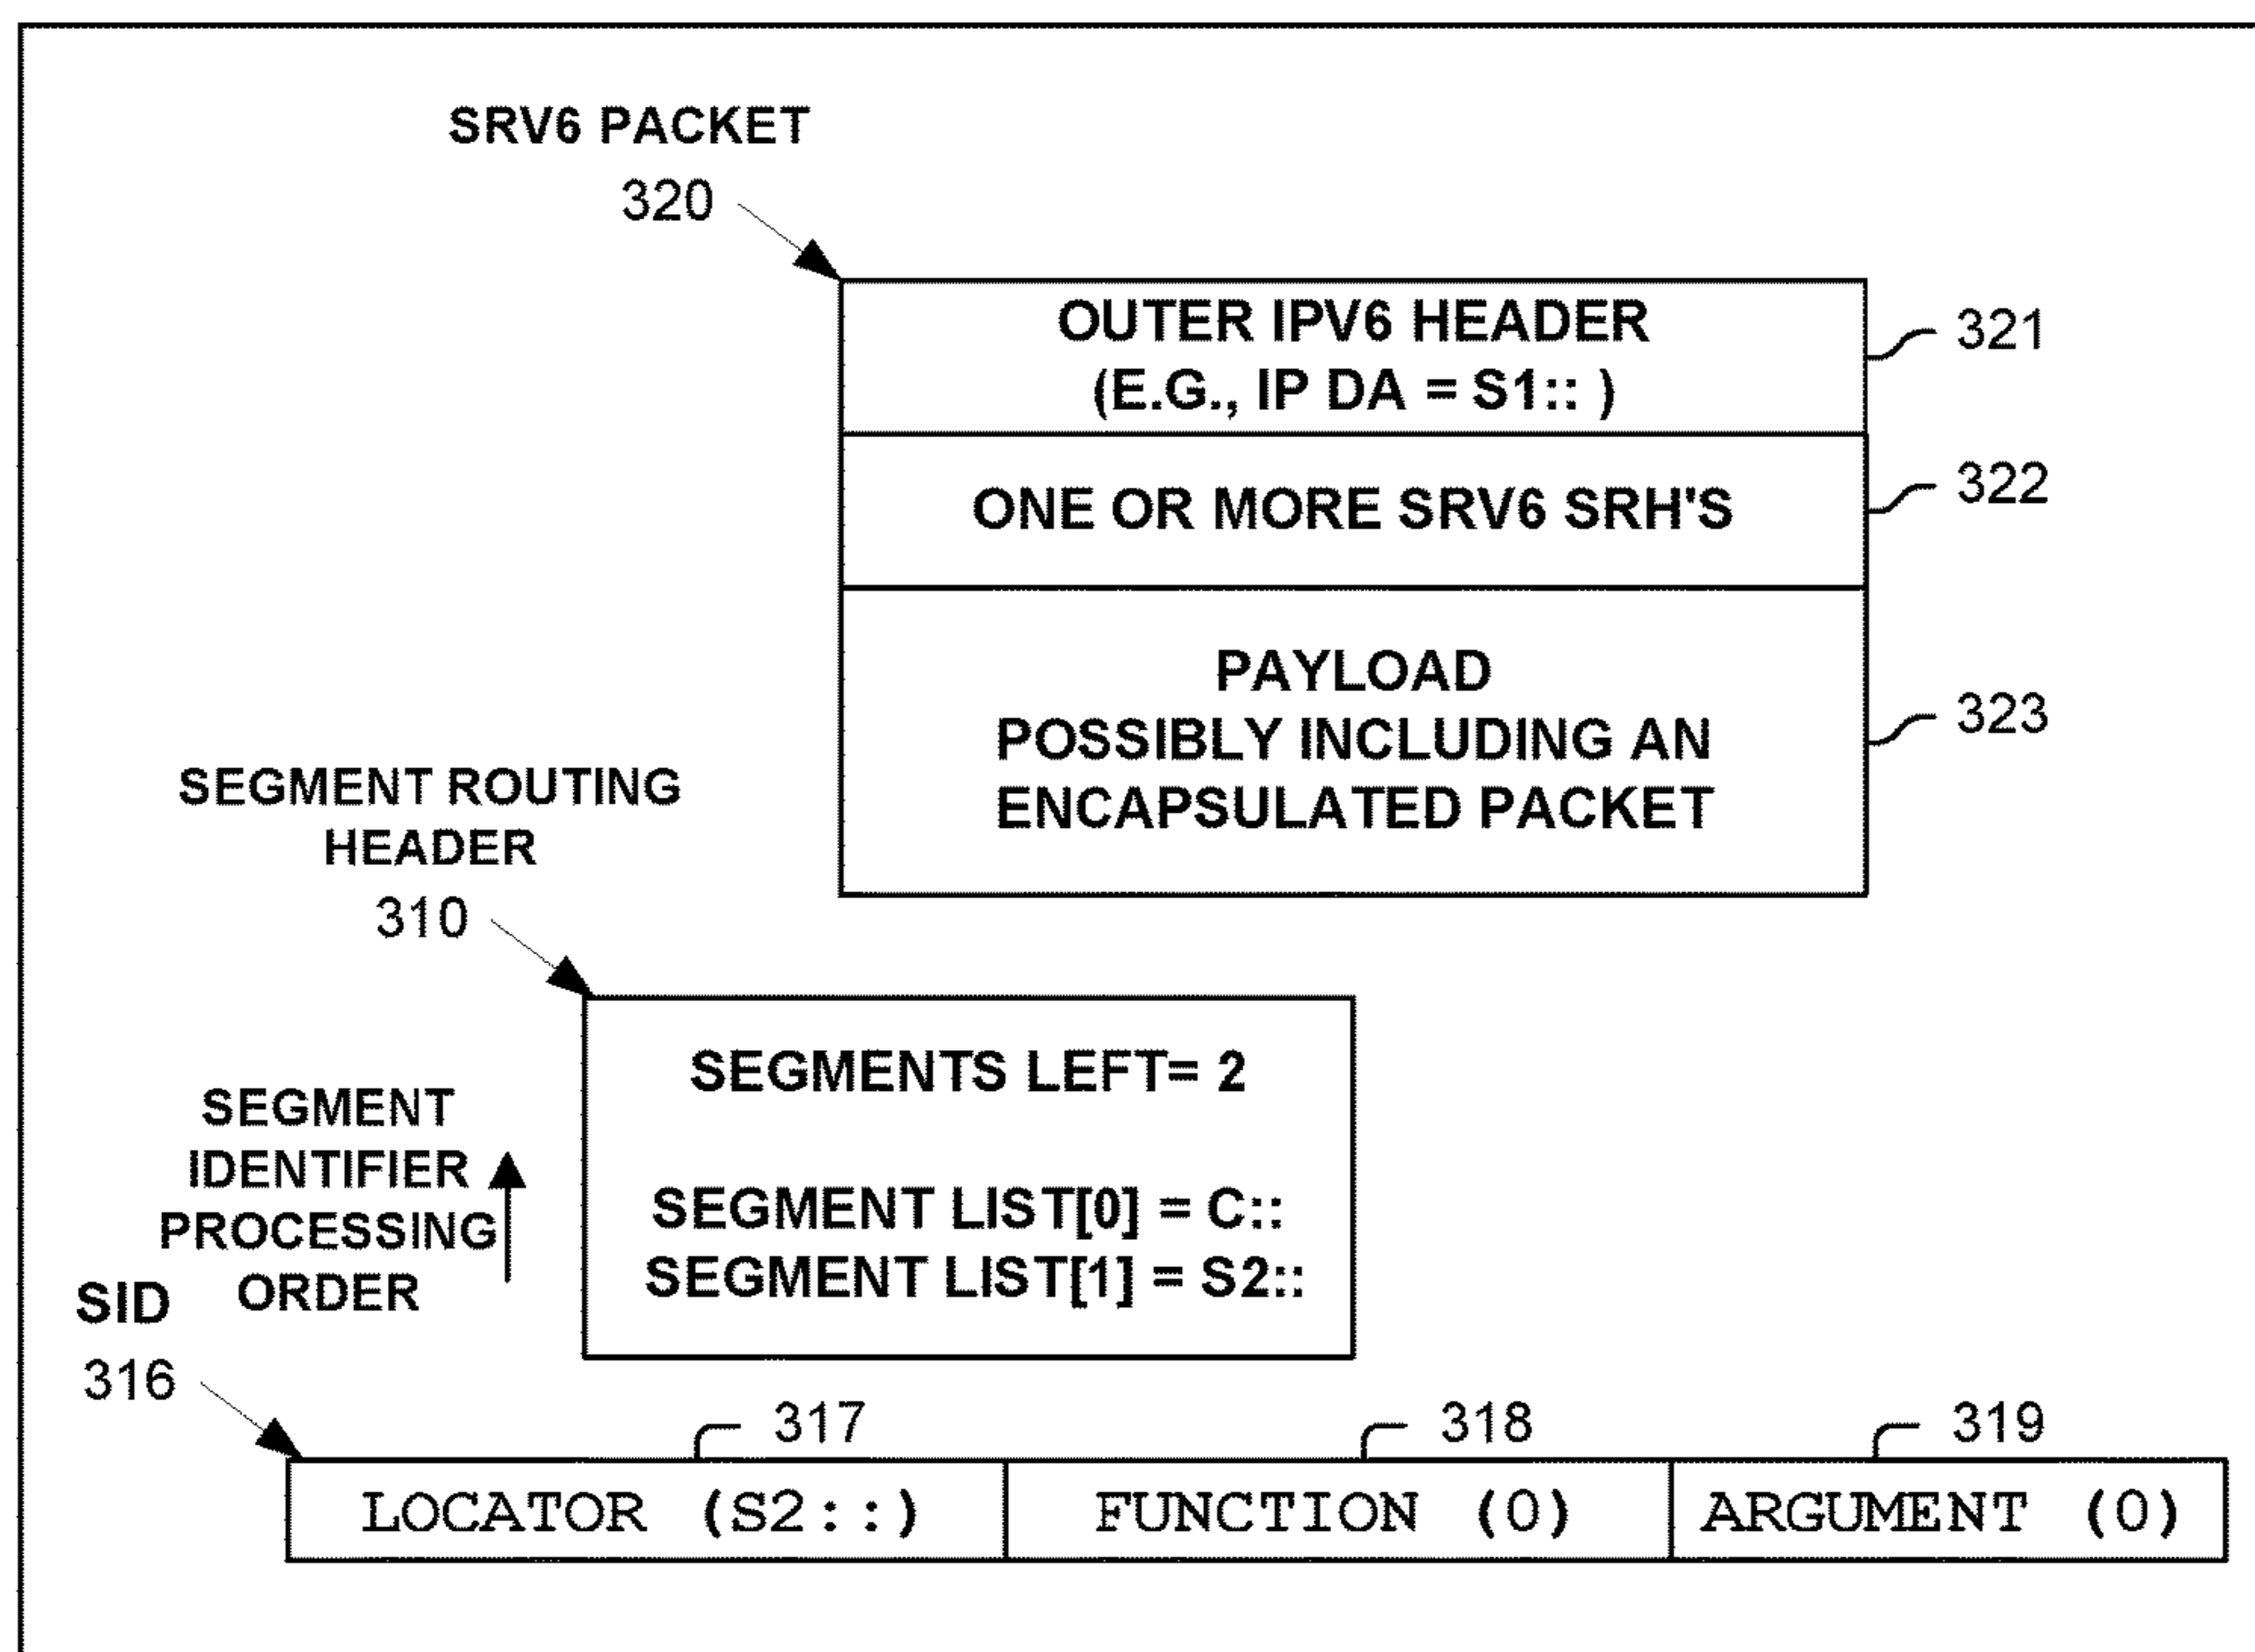 SRV6 PACKET
320
OUTER IPV6 HEADER
(E.G., IP DA = S1:: )
321
ONE OR MORE SRV6 SRH'S
322
PAYLOAD
POSSIBLY INCLUDING AN
ENCAPSULATED PACKET
323
SEGMENT ROUTING
HEADER
310
SEGMENTS LEFT= 2
SEGMENT LIST[0] = C::
SEGMENT LIST[1] = S2::
SEGMENT
IDENTIFIER
PROCESSING
ORDER
SID
316
317
318
319
LOCATOR (S2::)
FUNCTION (0)
ARGUMENT (0)